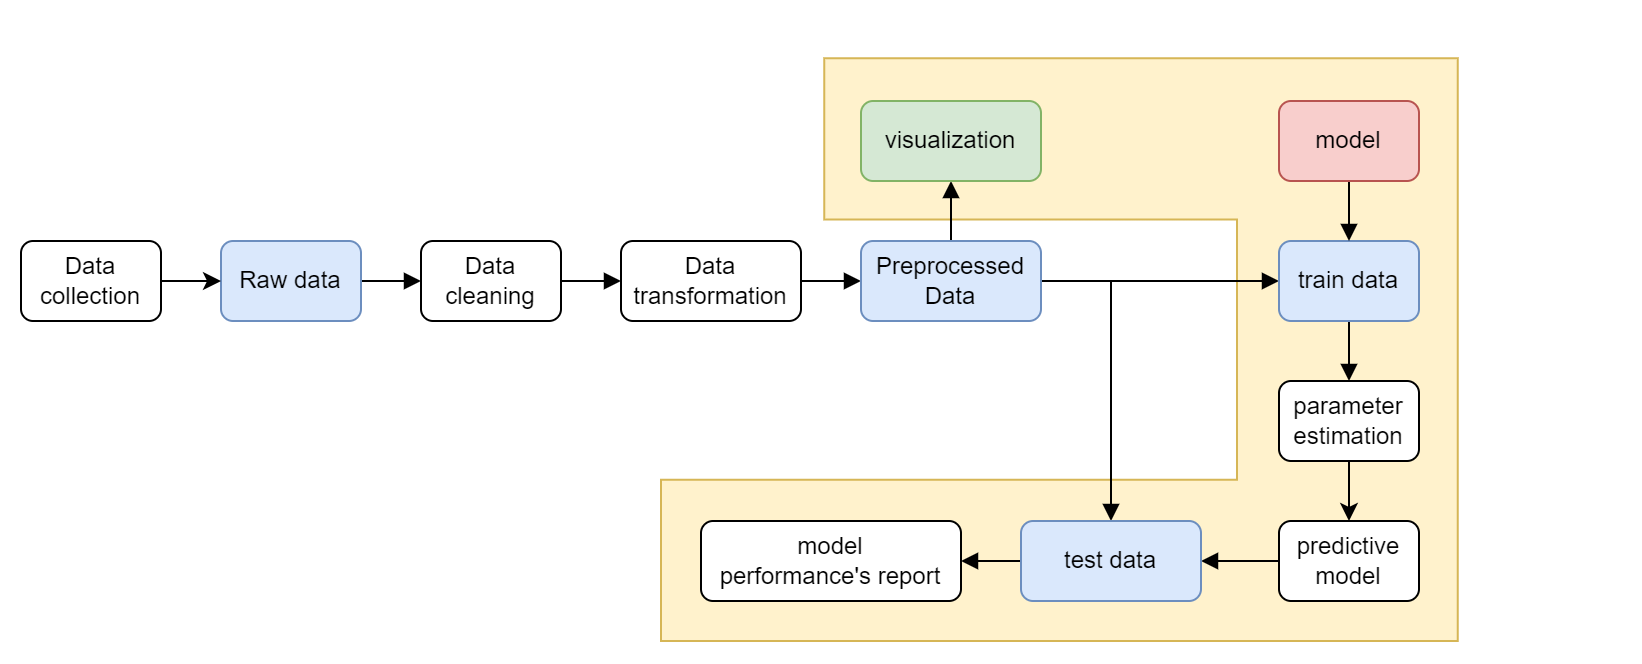 visualization
model
Data
collection
Raw data
Data
cleaning
Data
transformation
Preprocessed
Data
train data
parameter
estimation
model
performance's report
test data
predictive
model